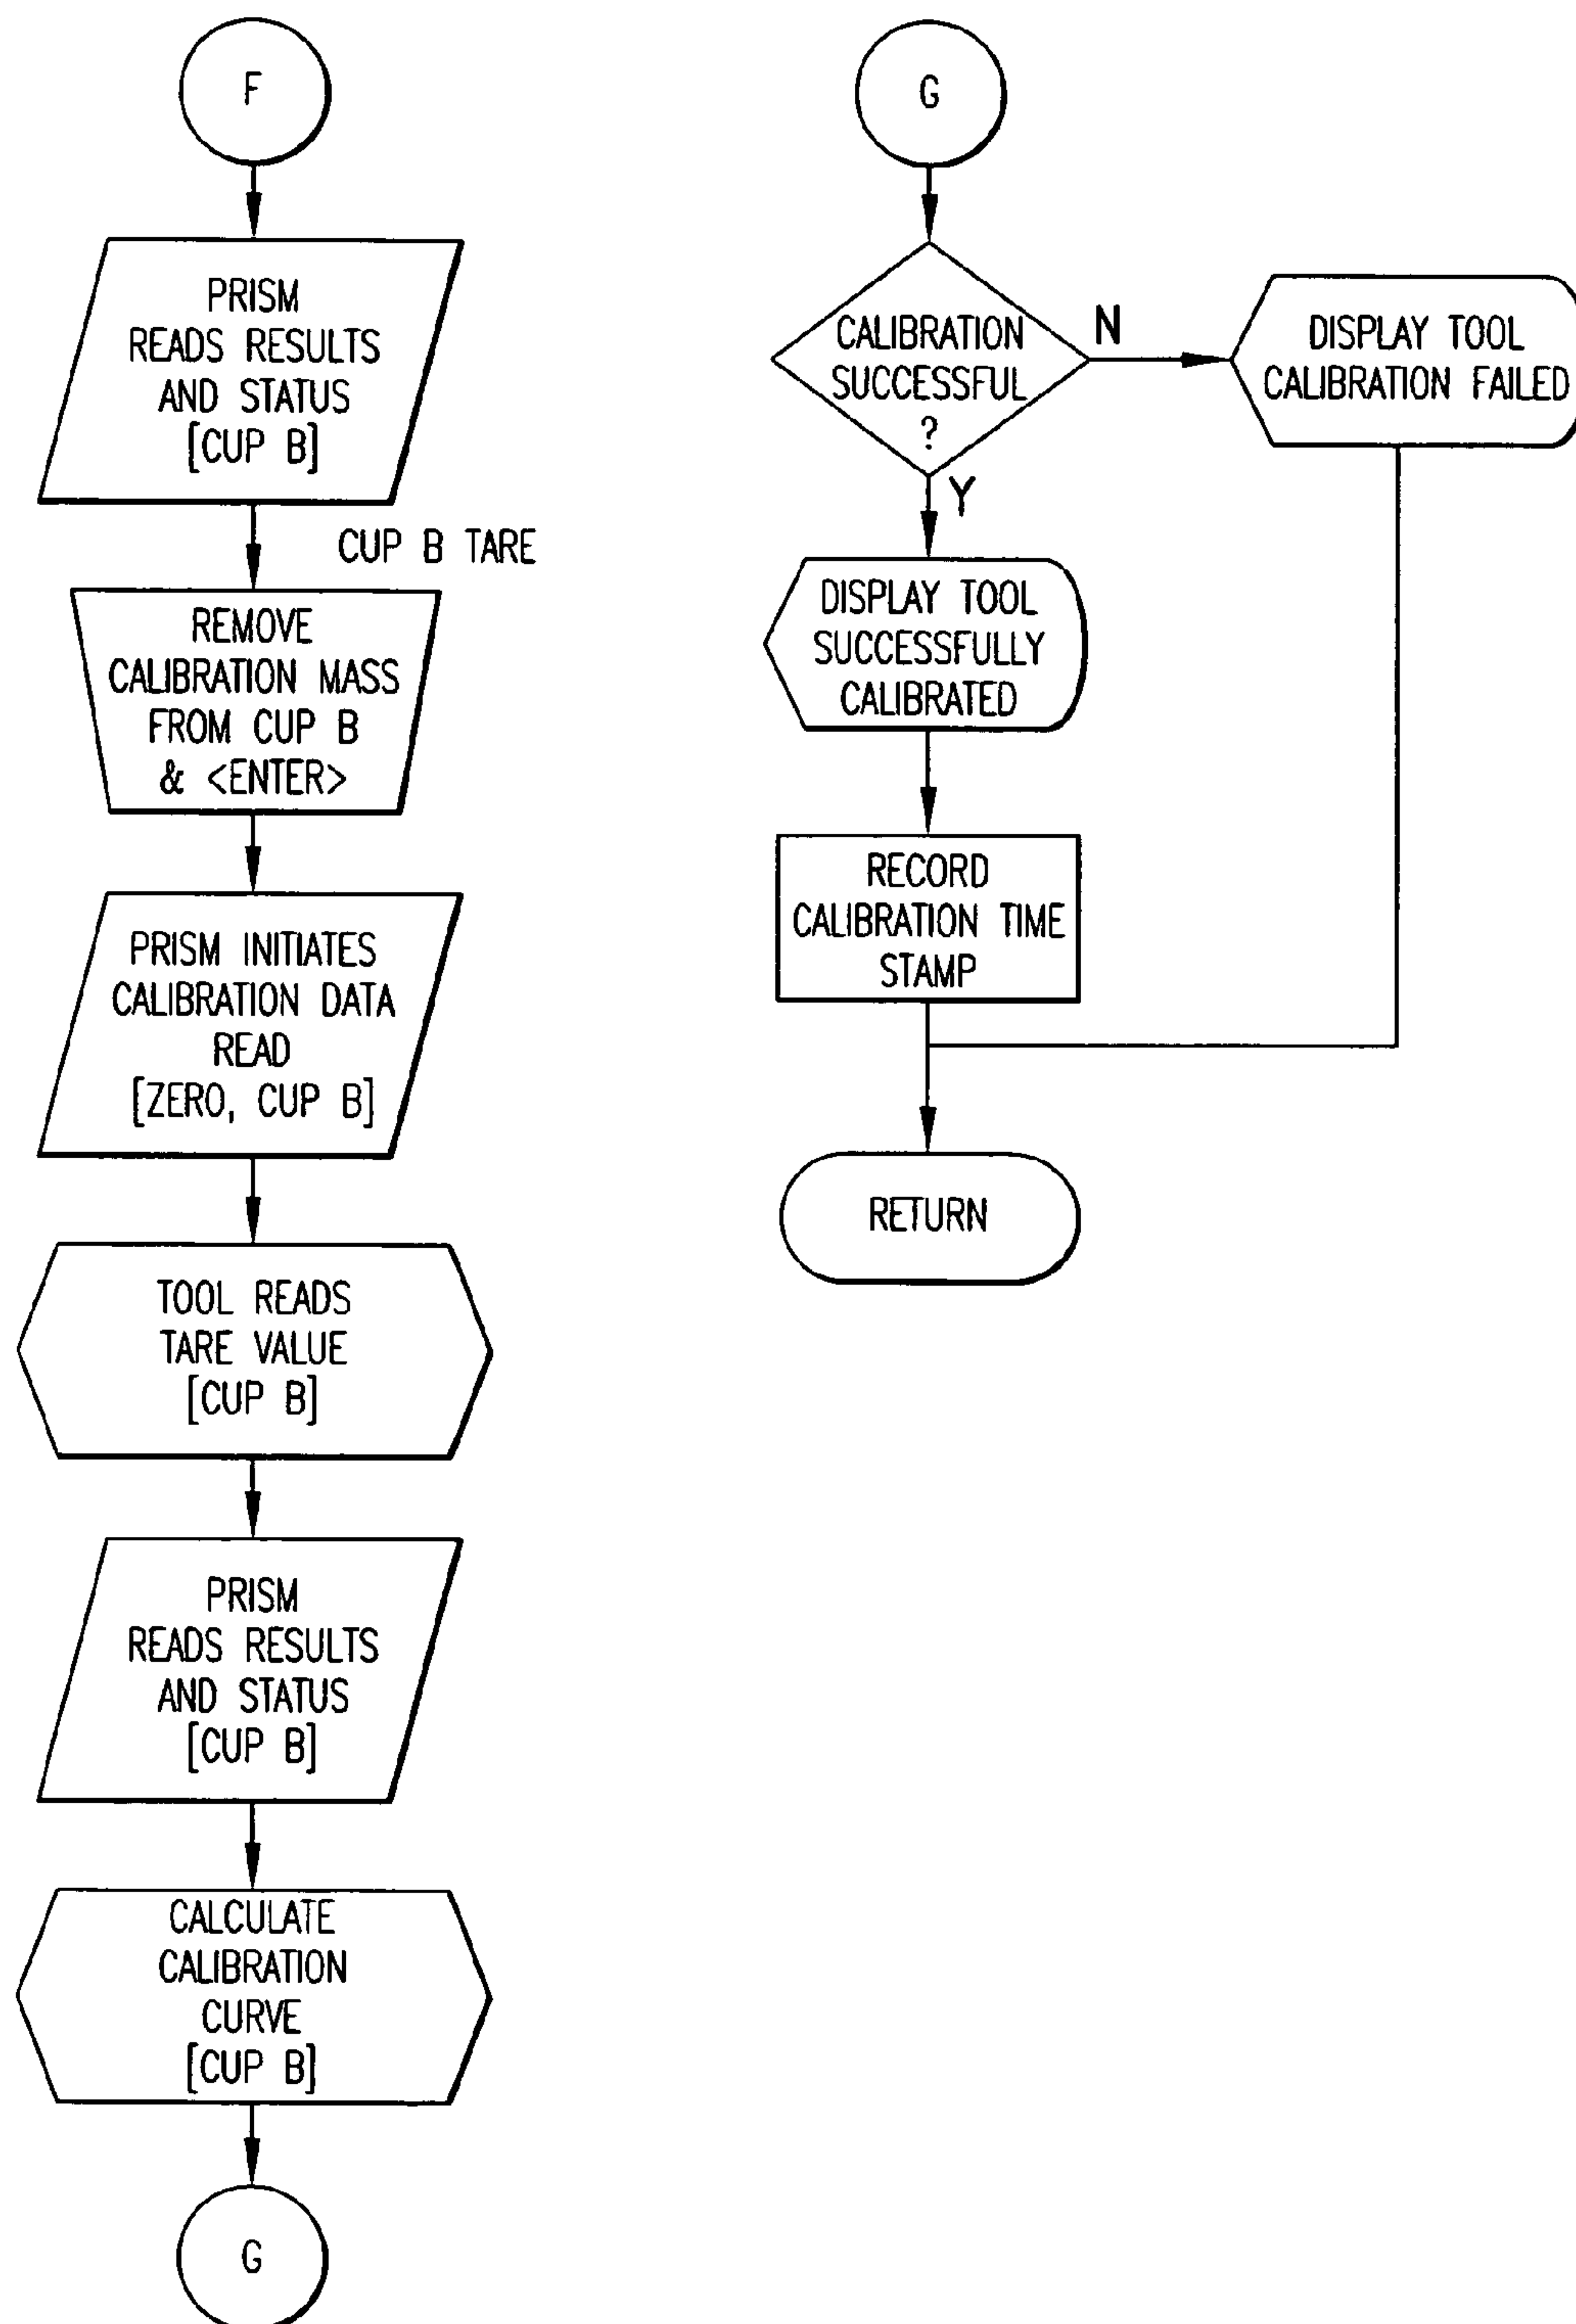 F
PRISM
READS RESULTS
AND STATUS
[CUP B]
CUP B TARE
REMOVE
CALIBRATION MASS
FROM CUP B
& <ENTER>
PRISM INITIATES
CALIBRATION DATA
READ
[ZERO, CUP B]
TOOL READS
TARE VALUE
[CUP B]
PRISM
READS RESULTS
AND STATUS
[CUP B]
CALCULATE
CALIBRATION
CURVE
[CUP B]
G
G
CALIBRATION
SUCCESSFUL
?
N
DISPLAY TOOL
CALIBRATION FAILED
Y
DISPLAY TOOL
SUCCESSFULLY
CALIBRATED
RECORD
CALIBRATION TIME
STAMP
RETURN